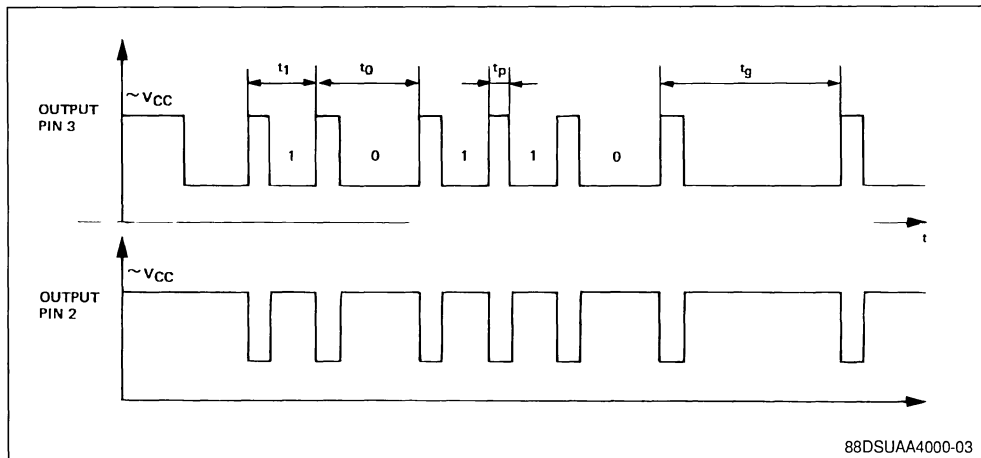 t1 t0 tp tg
~VCC
OUTPUT
PIN 3
1 0 1 1 0
t
~VCC
OUTPUT
PIN 2
88DSUAA4000-03